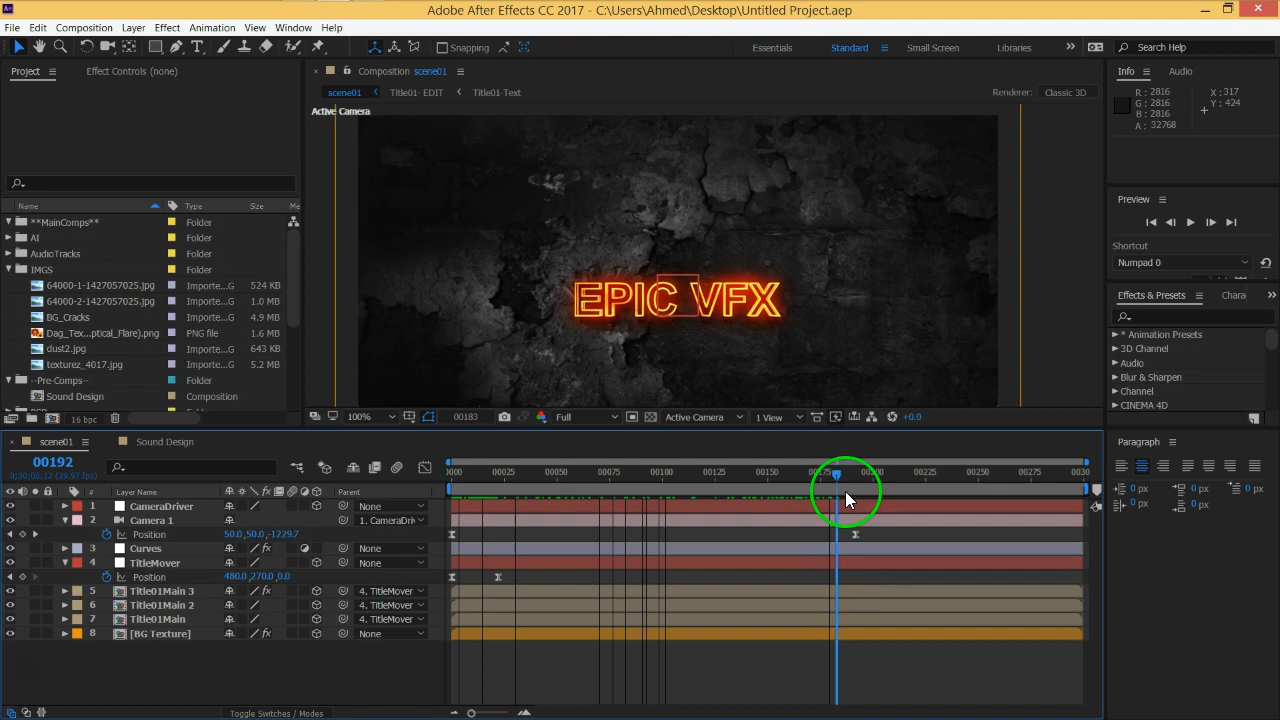 Adobe After Effects CC 2017 - C:\Users\Ahmed\Desktop\Untitled Project.aep
File Edit Composition Layer Effect Animation View Window Help
Snapping Essentials Standard Small Screen Libraries Search Help
Project Effect Controls (none) Composition scene01 Info Audio
scene01 Title01- EDIT Title01-Text Renderer: Classic 3D
R: 2816 X: 317
G: 2816 Y: 424
B: 2816
A: 32768
Active Camera
EPIC VFX
Name Type Size Me
**MainComps** Folder
AI Folder
AudioTracks Folder
IMGS Folder
64000-1-1427057025.jpg Importe...G 524 KB
64000-2-1427057025.jpg Importe...G 1.0 MB
BG_Cracks Importe...G 4.9 MB
Dag_Tex...ptical_Flare).png PNG file 1.6 MB
dust2.jpg Importe...G 643 KB
texturez_4017.jpg Importe...G 5.2 MB
--Pre-Comps-- Folder
Sound Design Composition
16 bpc
Preview
Shortcut
Numpad 0
Effects & Presets Chara
* Animation Presets
3D Channel
Audio
Blur & Sharpen
Channel
CINEMA 4D
100% 00183 Full Active Camera 1 View +0.0
scene01 Sound Design
00192
0;00;06;12 (29.97 fps)
0000 00025 00050 00075 00100 00125 00150 00175 00200 00225 00250 00275 0030
# Layer Name Parent
1 CameraDriver None
2 Camera 1 1. CameraDriv
Position 50.0,50.0,-1229.7
3 Curves None
4 TitleMover None
Position 480.0,270.0,0.0
5 Title01Main 3 4. TitleMover
6 Title01Main 2 4. TitleMover
7 Title01Main 4. TitleMover
8 [BG Texture] None
Toggle Switches / Modes
Paragraph
0 px 0 px 0 px
0 px 0 px